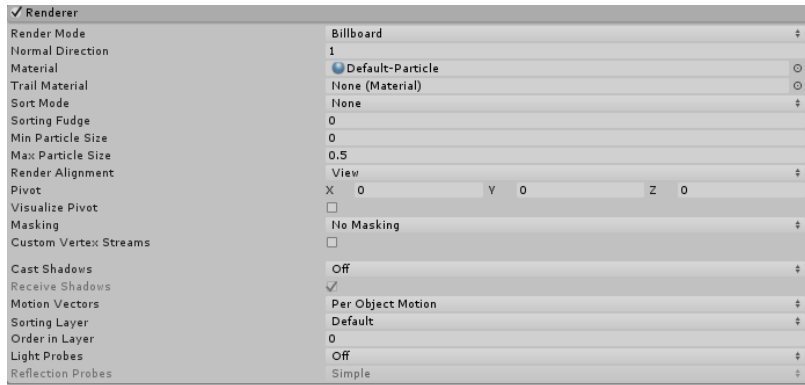 Renderer
Render Mode Billboard
Normal Direction 1
Material Default-Particle
Trail Material None (Material)
Sort Mode None
Sorting Fudge 0
Min Particle Size 0
Max Particle Size 0.5
Render Alignment View
Pivot X 0 Y 0 Z 0
Visualize Pivot
Masking No Masking
Custom Vertex Streams
Cast Shadows Off
Receive Shadows
Motion Vectors Per Object Motion
Sorting Layer Default
Order in Layer 0
Light Probes Off
Reflection Probes Simple